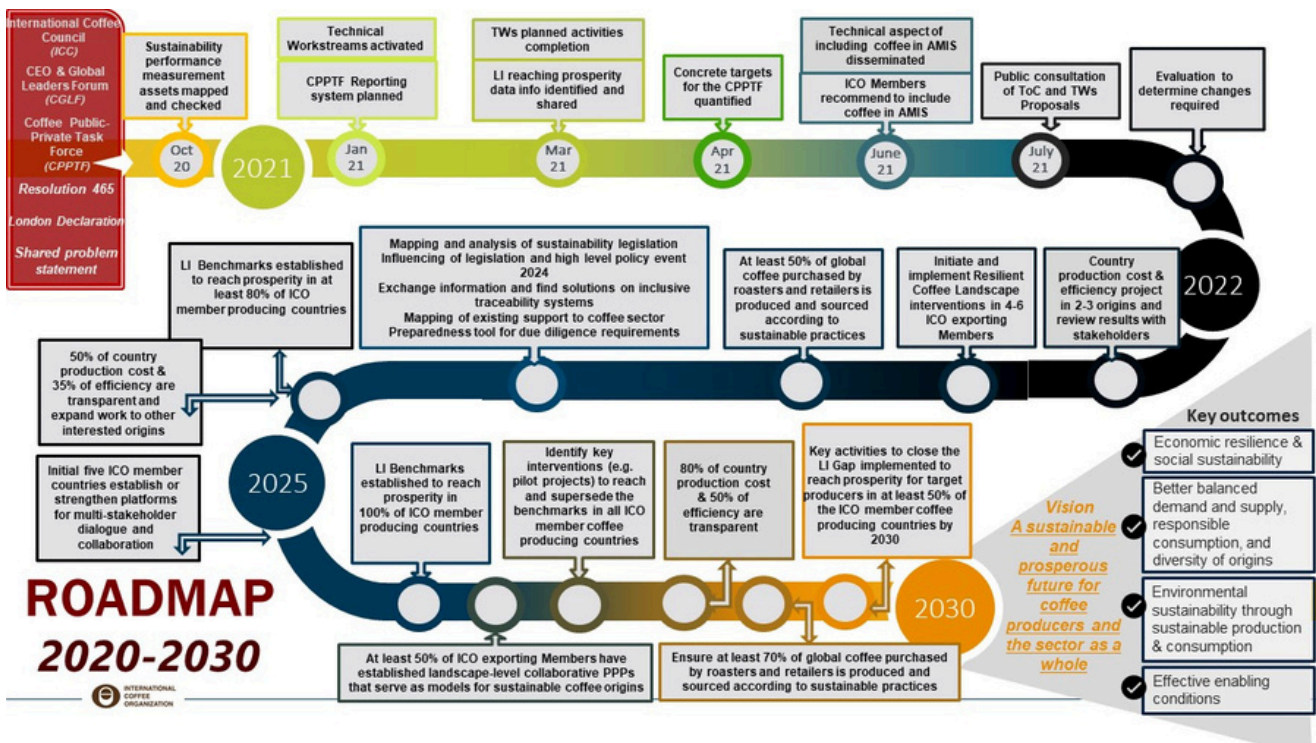 International Coffee
Council
(ICC)
CEO & Global
Leaders Forum
(CGLF)
Coffee Public-
Private Task
Force
(CPPTF)
Resolution 465
London Declaration
Shared problem
statement
Sustainability
performance
measurement
assets mapped
and checked
Technical
Workstreams activated
CPPTF Reporting
system planned
TWs planned activities
completion
LI reaching prosperity
data info identified and
shared
Concrete targets
for the CPPTF
quantified
Technical aspect of
including coffee in AMIS
disseminated
ICO Members
recommend to include
coffee in AMIS
Public consultation
of ToC and TWs
Proposals
Evaluation to
determine changes
required
Oct
20
2021
Jan
21
Mar
21
Apr
21
June
21
July
21
2022
LI Benchmarks established
to reach prosperity in at
least 80% of ICO
member producing countries
Mapping and analysis of sustainability legislation
Influencing of legislation and high level policy event
2024
Exchange information and find solutions on inclusive
traceability systems
Mapping of existing support to coffee sector
Preparedness tool for due diligence requirements
At least 50% of global
coffee purchased by
roasters and retailers is
produced and sourced
according to
sustainable practices
Initiate and
implement Resilient
Coffee Landscape
interventions in 4-6
ICO exporting
Members
Country
production cost &
efficiency project
in 2-3 origins and
review results with
stakeholders
50% of country
production cost &
35% of efficiency are
transparent and
expand work to other
interested origins
Initial five ICO member
countries establish or
strengthen platforms
for multi-stakeholder
dialogue and
collaboration
2025
LI Benchmarks
established to reach
prosperity in
100% of ICO member
producing countries
Identify key
interventions (e.g.
pilot projects) to reach
and supersede the
benchmarks in all ICO
member coffee
producing countries
80% of country
production cost
& 50% of
efficiency are
transparent
Key activities to close the
LI Gap implemented to
reach prosperity for target
producers in at least 50% of
the ICO member coffee
producing countries by
2030
2030
At least 50% of ICO exporting Members have
established landscape-level collaborative PPPs
that serve as models for sustainable coffee origins
Ensure at least 70% of global coffee purchased
by roasters and retailers is produced and
sourced according to sustainable practices
Vision
A sustainable
and
prosperous
future for
coffee
producers and
the sector as a
whole
Key outcomes
Economic resilience &
social sustainability
Better balanced
demand and supply,
responsible
consumption, and
diversity of origins
Environmental
sustainability through
sustainable production
& consumption
Effective enabling
conditions
ROADMAP
2020-2030
INTERNATIONAL
COFFEE
ORGANIZATION